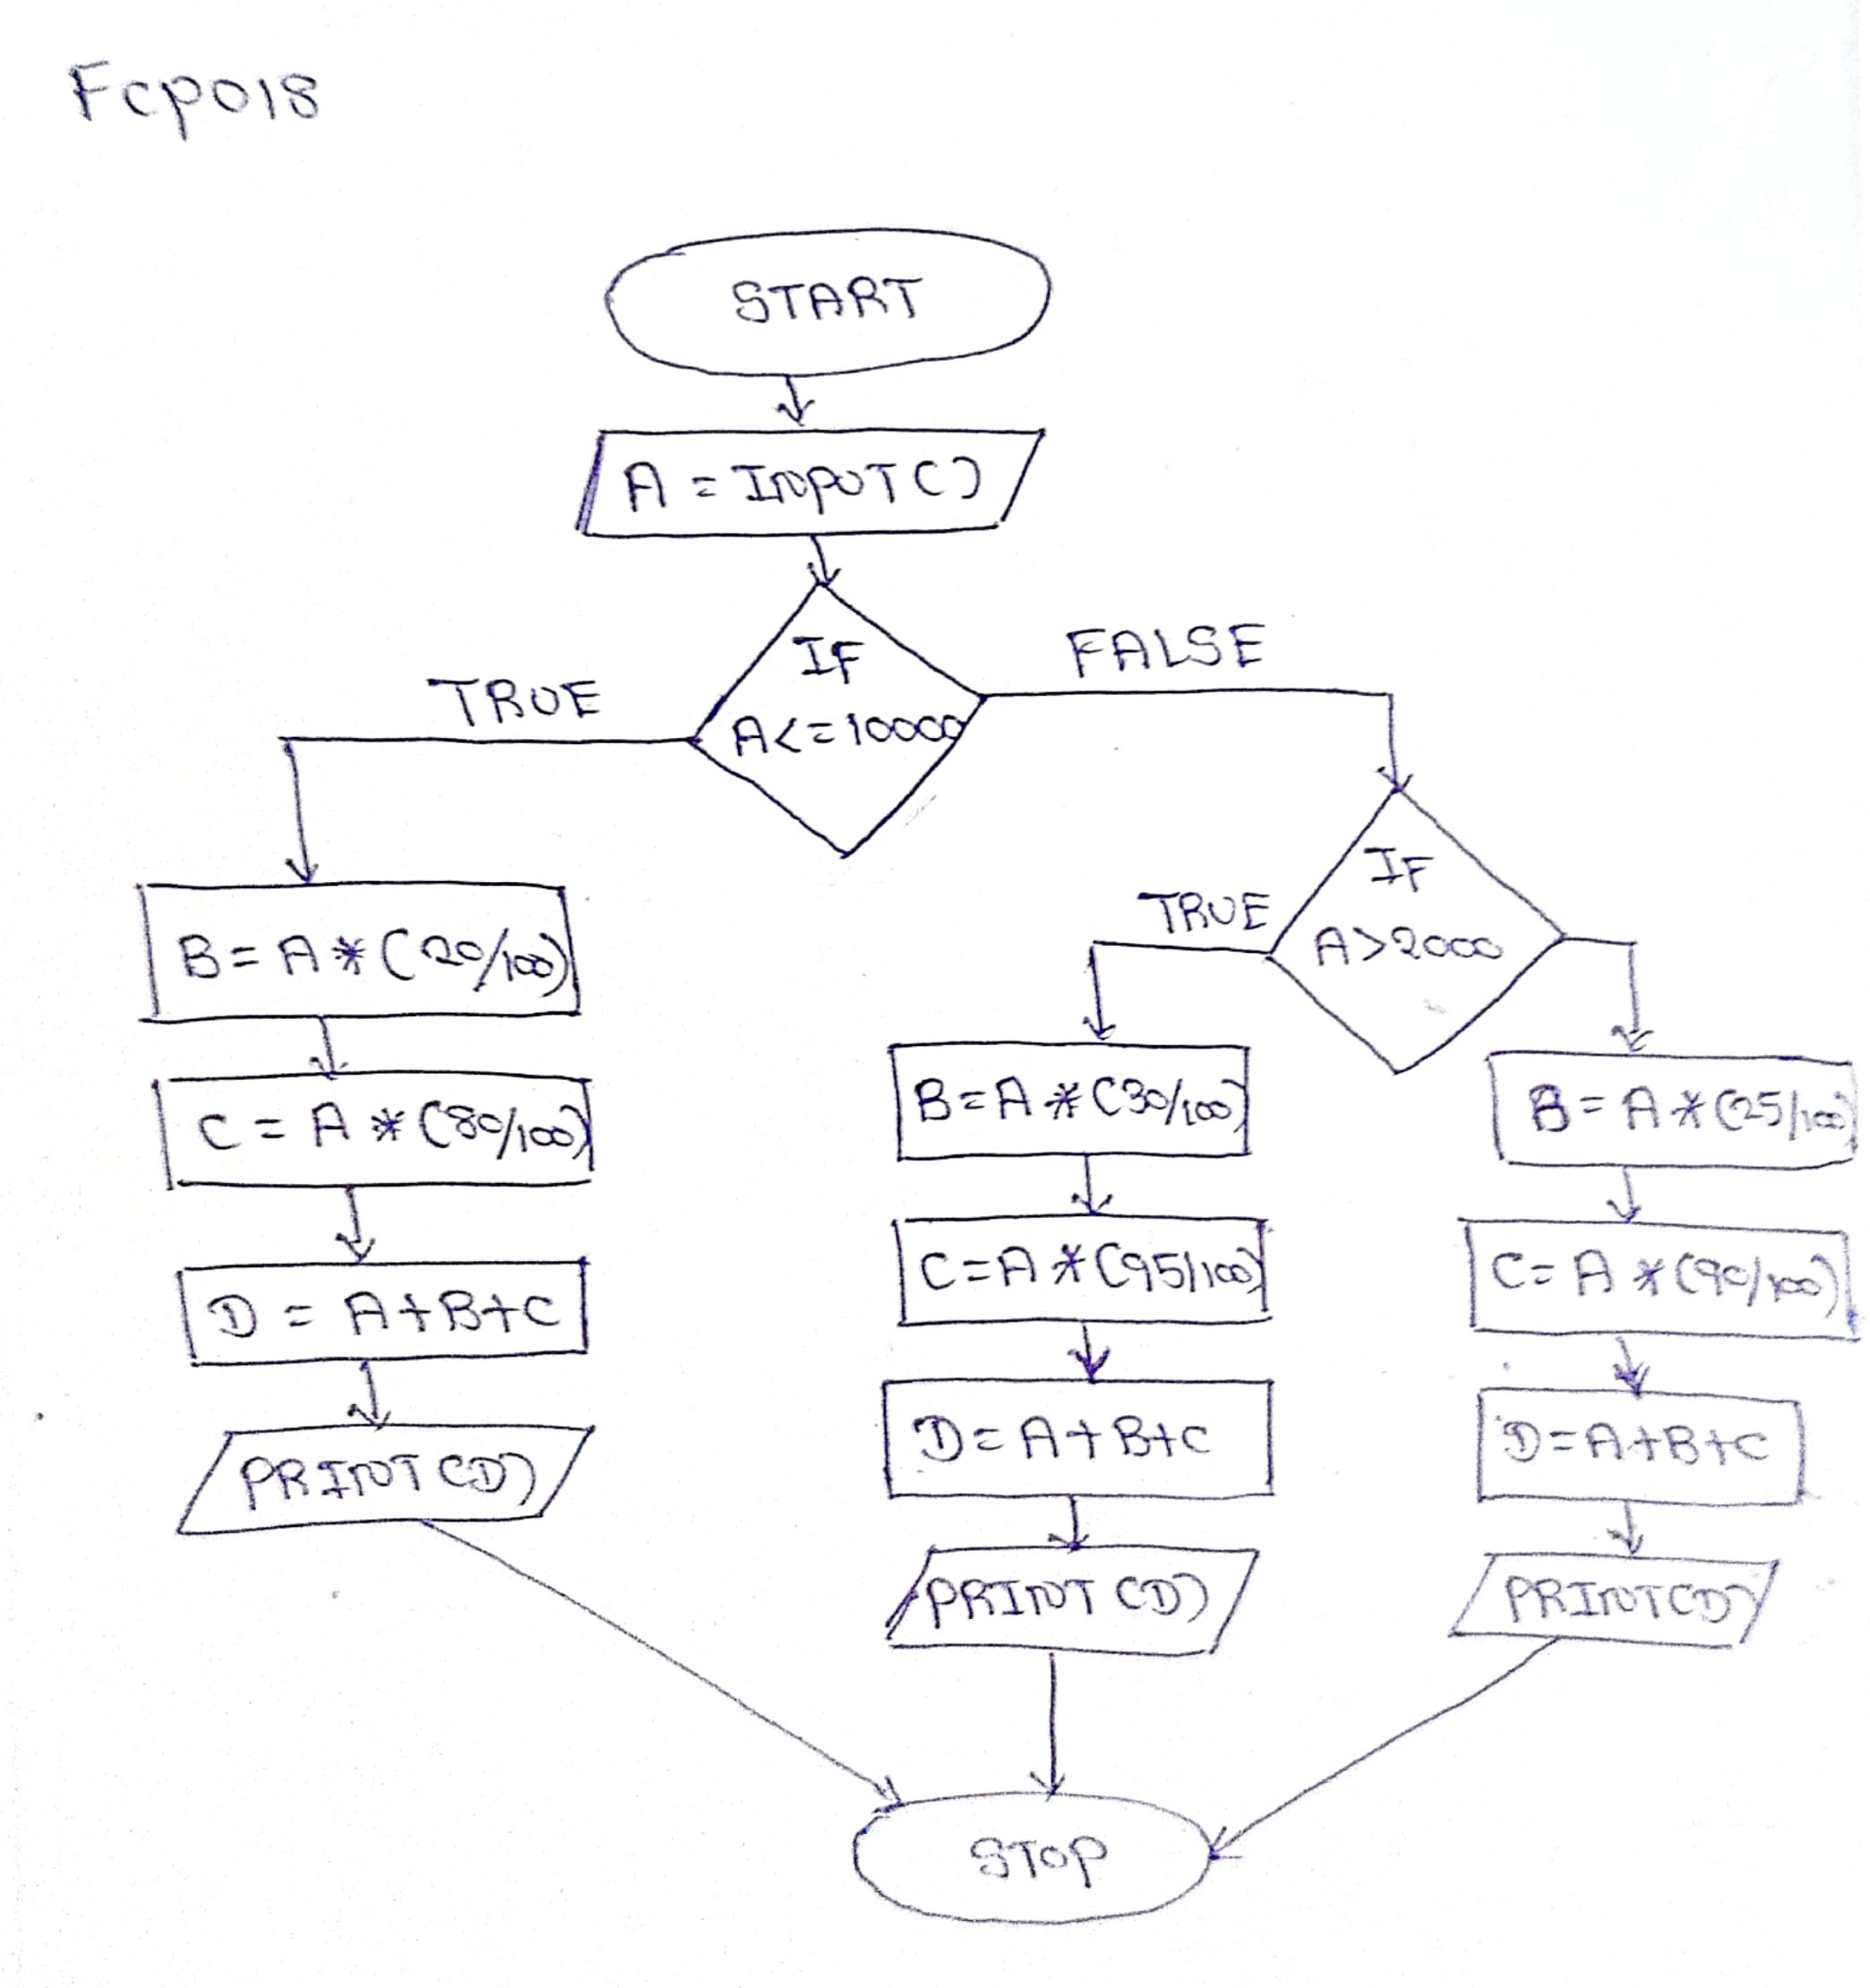 Fcp018
START
A = INPUT()
IF
A<=10000
TRUE
FALSE
B = A * (20/100)
C = A * (80/100)
D = A+B+C
PRINT(D)
IF
A>2000
TRUE
B=A*(30/100)
C=A*(95/100)
D=A+B+C
PRINT(D)
B=A*(25/100)
C=A*(90/100)
D=A+B+C
PRINT(D)
STOP